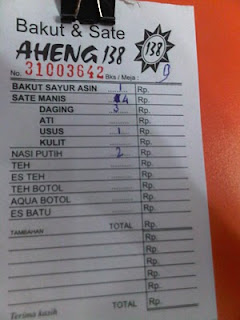 Bakut & Sate
AHENG 138
138
No. 31003642 Bks / Meja : 9
BAKUT SAYUR ASIN 1 Rp.
SATE MANIS 4 Rp.
DAGING 3 Rp.
ATI Rp.
USUS 1 Rp.
KULIT Rp.
NASI PUTIH 2 Rp.
TEH Rp.
ES TEH Rp.
TEH BOTOL Rp.
AQUA BOTOL Rp.
ES BATU Rp.
TAMBAHAN TOTAL Rp.
Rp.
Rp.
Rp.
Rp.
TOTAL Rp.
Terima kasih